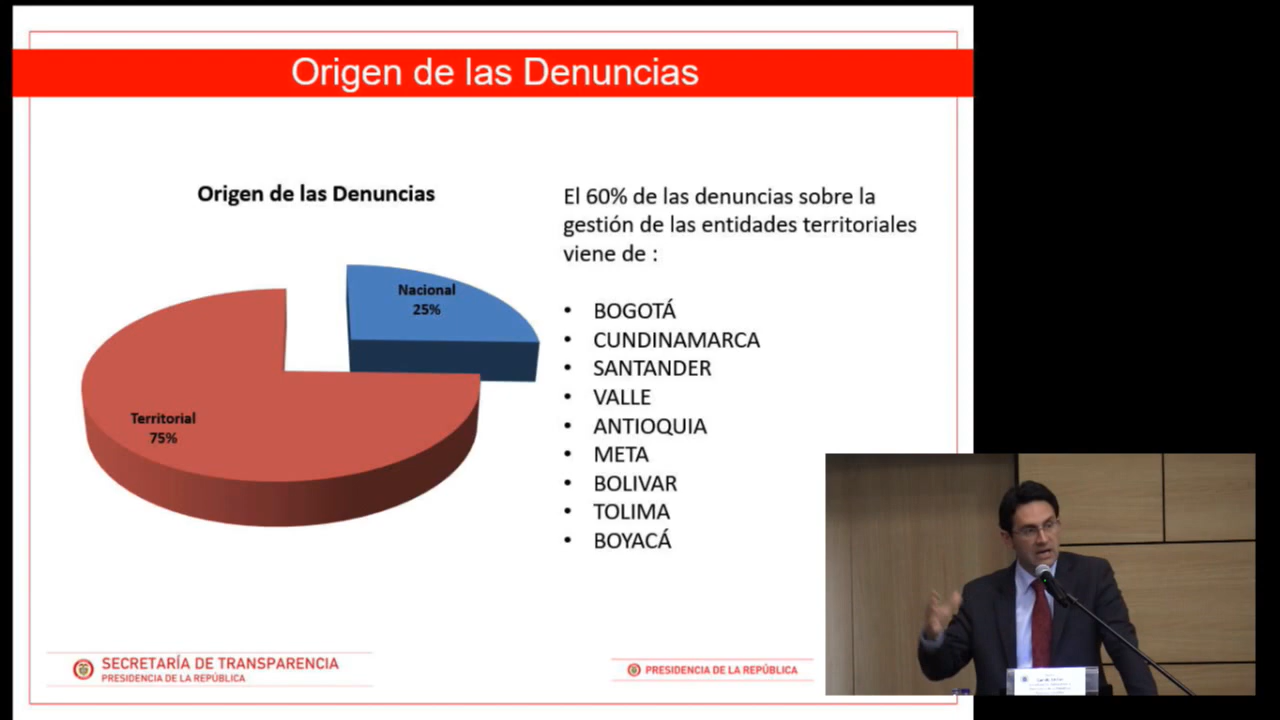 Origen de las Denuncias
Origen de las Denuncias
Nacional
25%
Territorial
75%
El 60% de las denuncias sobre la
gestión de las entidades territoriales
viene de :
• BOGOTÁ
• CUNDINAMARCA
• SANTANDER
• VALLE
• ANTIOQUIA
• META
• BOLIVAR
• TOLIMA
• BOYACÁ
SECRETARÍA DE TRANSPARENCIA
PRESIDENCIA DE LA REPÚBLICA
PRESIDENCIA DE LA REPÚBLICA